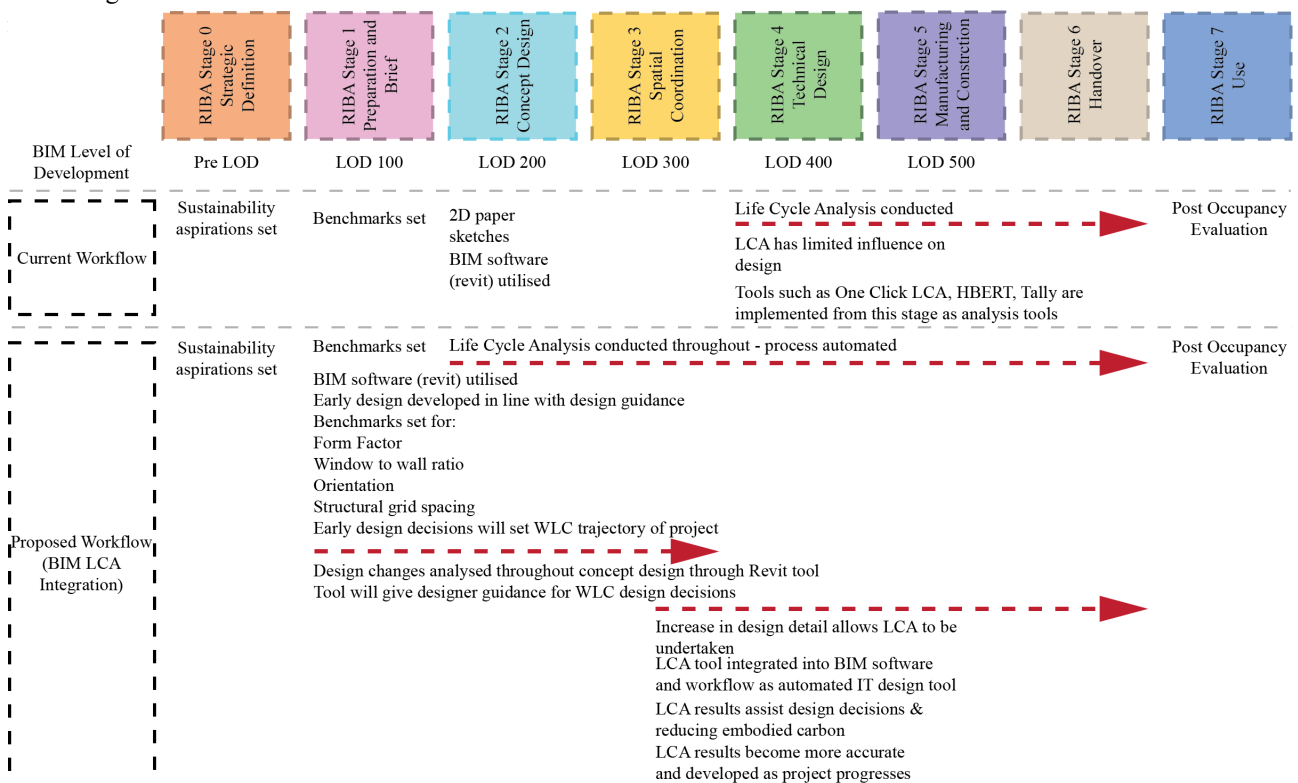 RIBA Stage 0
Strategic
Definition
RIBA Stage 1
Preparation and
Brief
RIBA Stage 2
Concept Design
RIBA Stage 3
Spatial
Coordination
RIBA Stage 4
Technical
Design
RIBA Stage 5
Manufacturing
and Constrction
RIBA Stage 6
Handover
RIBA Stage 7
Use
BIM Level of
Development
Pre LOD
LOD 100
LOD 200
LOD 300
LOD 400
LOD 500
Current Workflow
Sustainability
aspirations set
Benchmarks set
2D paper
sketches
BIM software
(revit) utilised
Life Cycle Analysis conducted
LCA has limited influence on
design
Tools such as One Click LCA, HBERT, Tally are
implemented from this stage as analysis tools
Post Occupancy
Evaluation
Proposed Workflow
(BIM LCA
Integration)
Sustainability
aspirations set
Benchmarks set
Life Cycle Analysis conducted throughout - process automated
Post Occupancy
Evaluation
BIM software (revit) utilised
Early design developed in line with design guidance
Benchmarks set for:
Form Factor
Window to wall ratio
Orientation
Structural grid spacing
Early design decisions will set WLC trajectory of project
Design changes analysed throughout concept design through Revit tool
Tool will give designer guidance for WLC design decisions
Increase in design detail allows LCA to be
undertaken
LCA tool integrated into BIM software
and workflow as automated IT design tool
LCA results assist design decisions &
reducing embodied carbon
LCA results become more accurate
and developed as project progresses